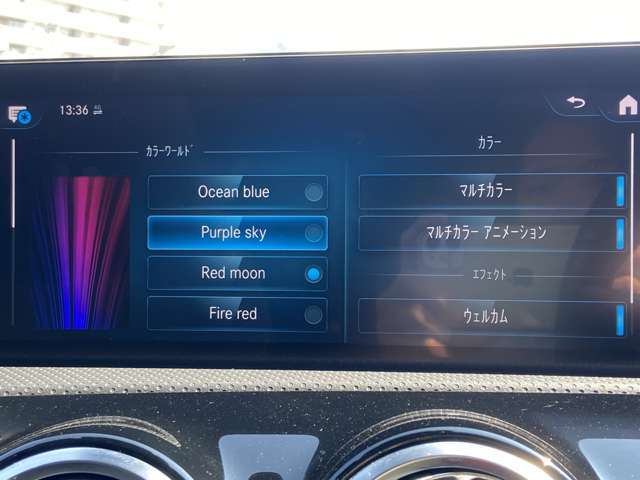 13:36 4G
カラーワールド
Ocean blue
Purple sky
Red moon
Fire red
カラー
マルチカラー
マルチカラー アニメーション
エフェクト
ウェルカム